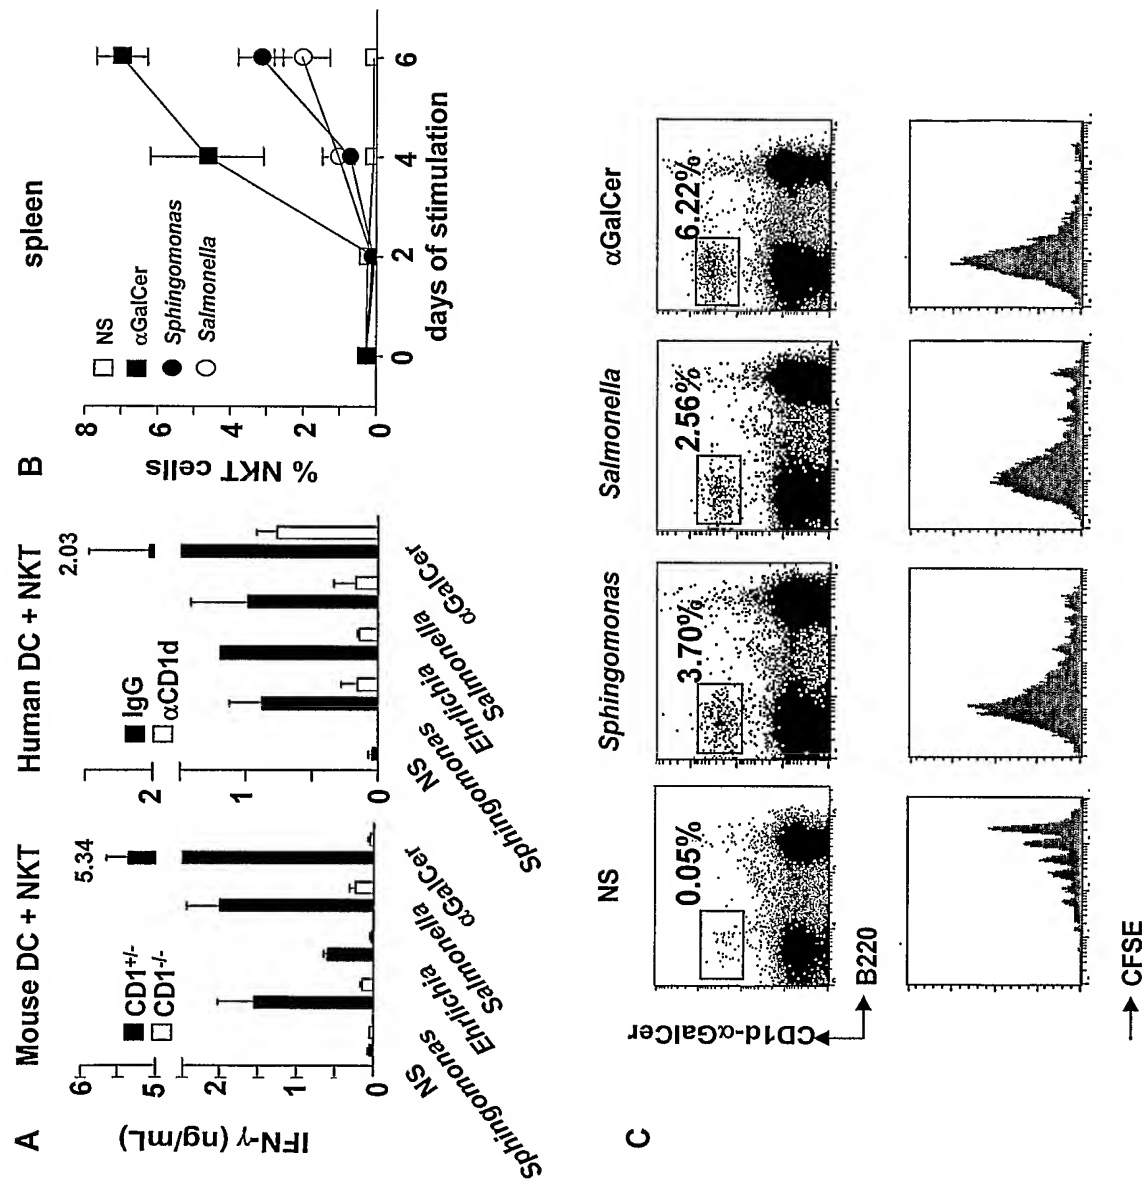 A
Mouse DC + NKT
IFN-γ (ng/mL)
6
5
2
1
0
CD1+/-
CD1-/-
5.34
NS
Sphingomonas
Ehrlichia
Salmonella
αGalCer
Human DC + NKT
2
1
0
IgG
αCD1d
2.03
NS
Sphingomonas
Ehrlichia
Salmonella
αGalCer
B
spleen
% NKT cells
8
6
4
2
0
NS
αGalCer
Sphingomonas
Salmonella
0 2 4 6
days of stimulation
C
NS
Sphingomonas
Salmonella
αGalCer
0.05%
3.70%
2.56%
6.22%
CD1d-αGalCer
B220
CFSE